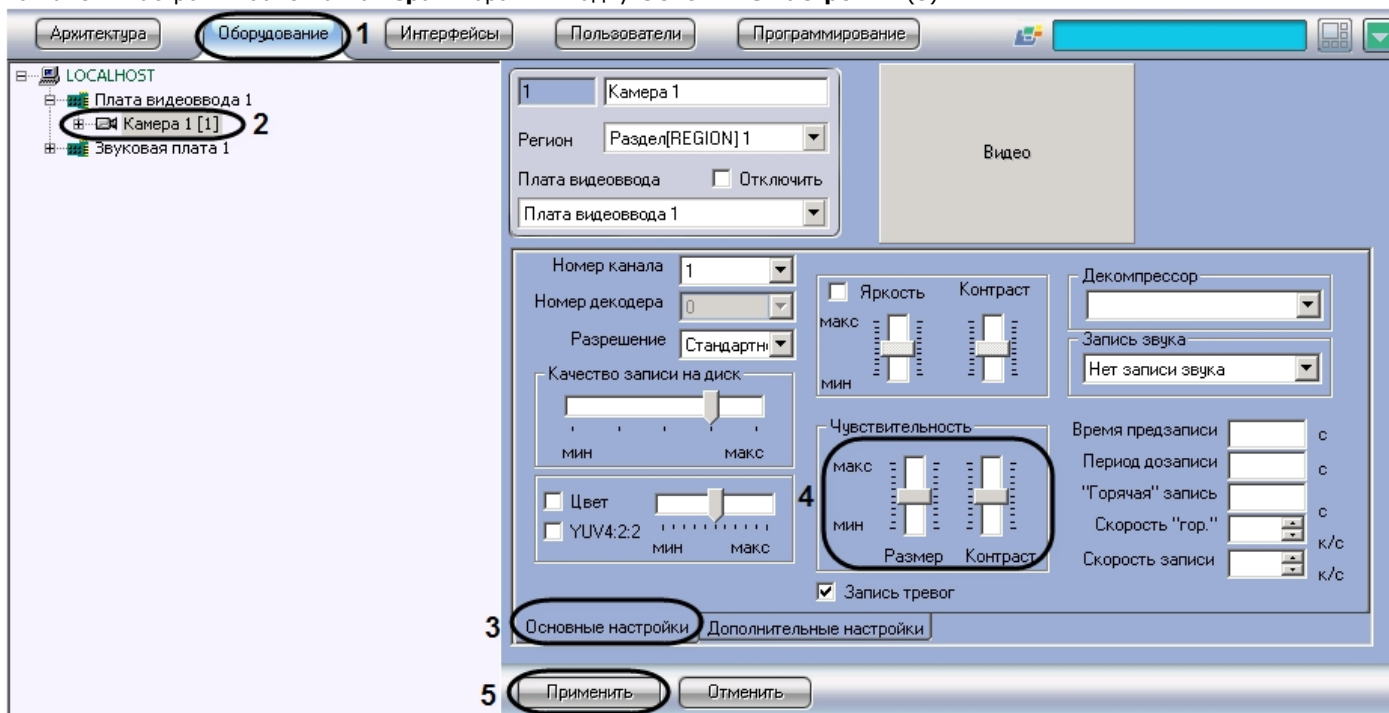 Архитектура Оборудование 1 Интерфейсы Пользователи Программирование
LOCALHOST
Плата видеоввода 1
Камера 1 [1] 2
Звуковая плата 1
1 Камера 1
Регион Раздел[REGION] 1
Плата видеоввода Отключить
Плата видеоввода 1
Видео
Номер канала 1
Номер декодера 0
Разрешение Стандартн
Качество записи на диск
мин макс
Цвет
YUV4:2:2
мин макс
Яркость Контраст
макс
мин
Чувствительность
макс
4
мин
Размер Контраст
Запись тревог
Декомпрессор
Запись звука
Нет записи звука
Время предзаписи с
Период дозаписи с
"Горячая" запись с
Скорость "гор." к/с
Скорость записи к/с
3 Основные настройки Дополнительные настройки
5 Применить Отменить